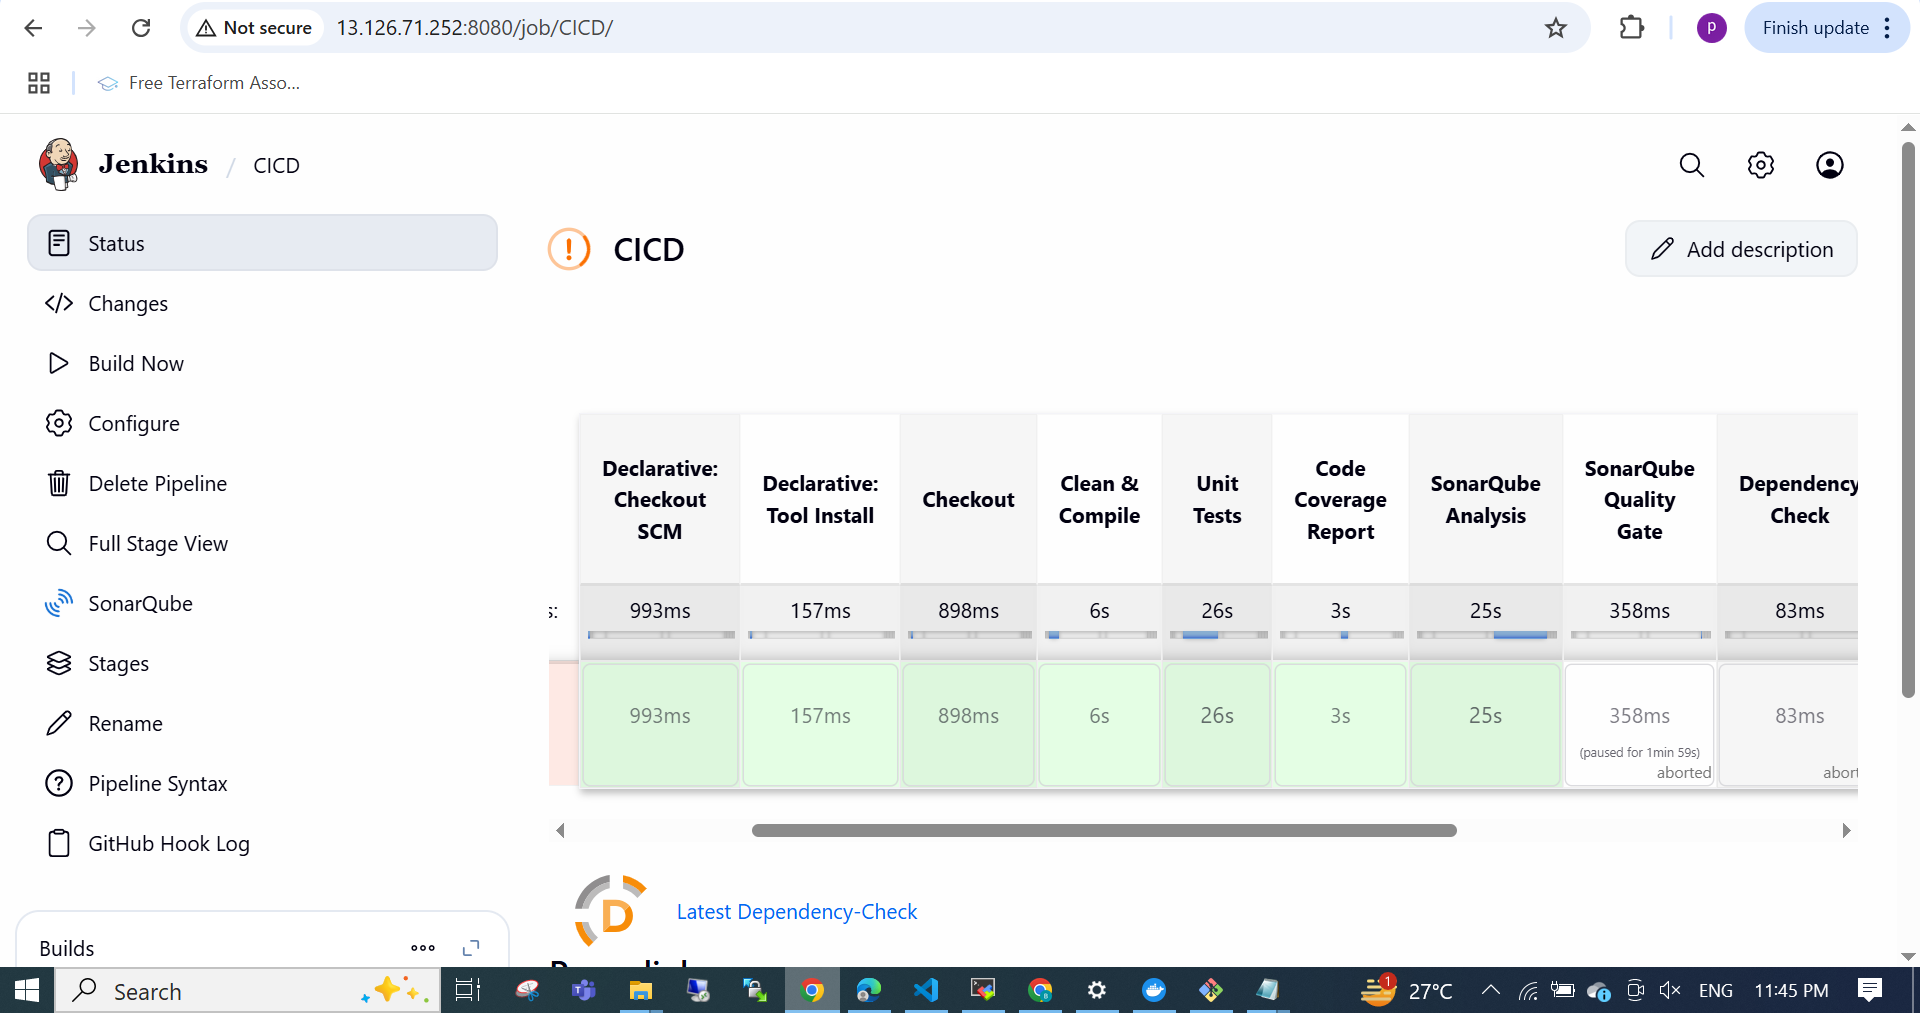 Not secure
13.126.71.252:8080/job/CICD/
p
Finish update
Free Terraform Asso...
Jenkins / CICD
Status
Changes
Build Now
Configure
Delete Pipeline
Full Stage View
SonarQube
Stages
Rename
Pipeline Syntax
GitHub Hook Log
Builds
CICD
Add description
Declarative:
Checkout
SCM
Declarative:
Tool Install
Checkout
Clean &
Compile
Unit
Tests
Code
Coverage
Report
SonarQube
Analysis
SonarQube
Quality
Gate
Dependency
Check
s:
993ms
157ms
898ms
6s
26s
3s
25s
358ms
83ms
993ms
157ms
898ms
6s
26s
3s
25s
358ms
(paused for 1min 59s)
aborted
83ms
abort
D
Latest Dependency-Check
Search
1
27°C
ENG
11:45 PM